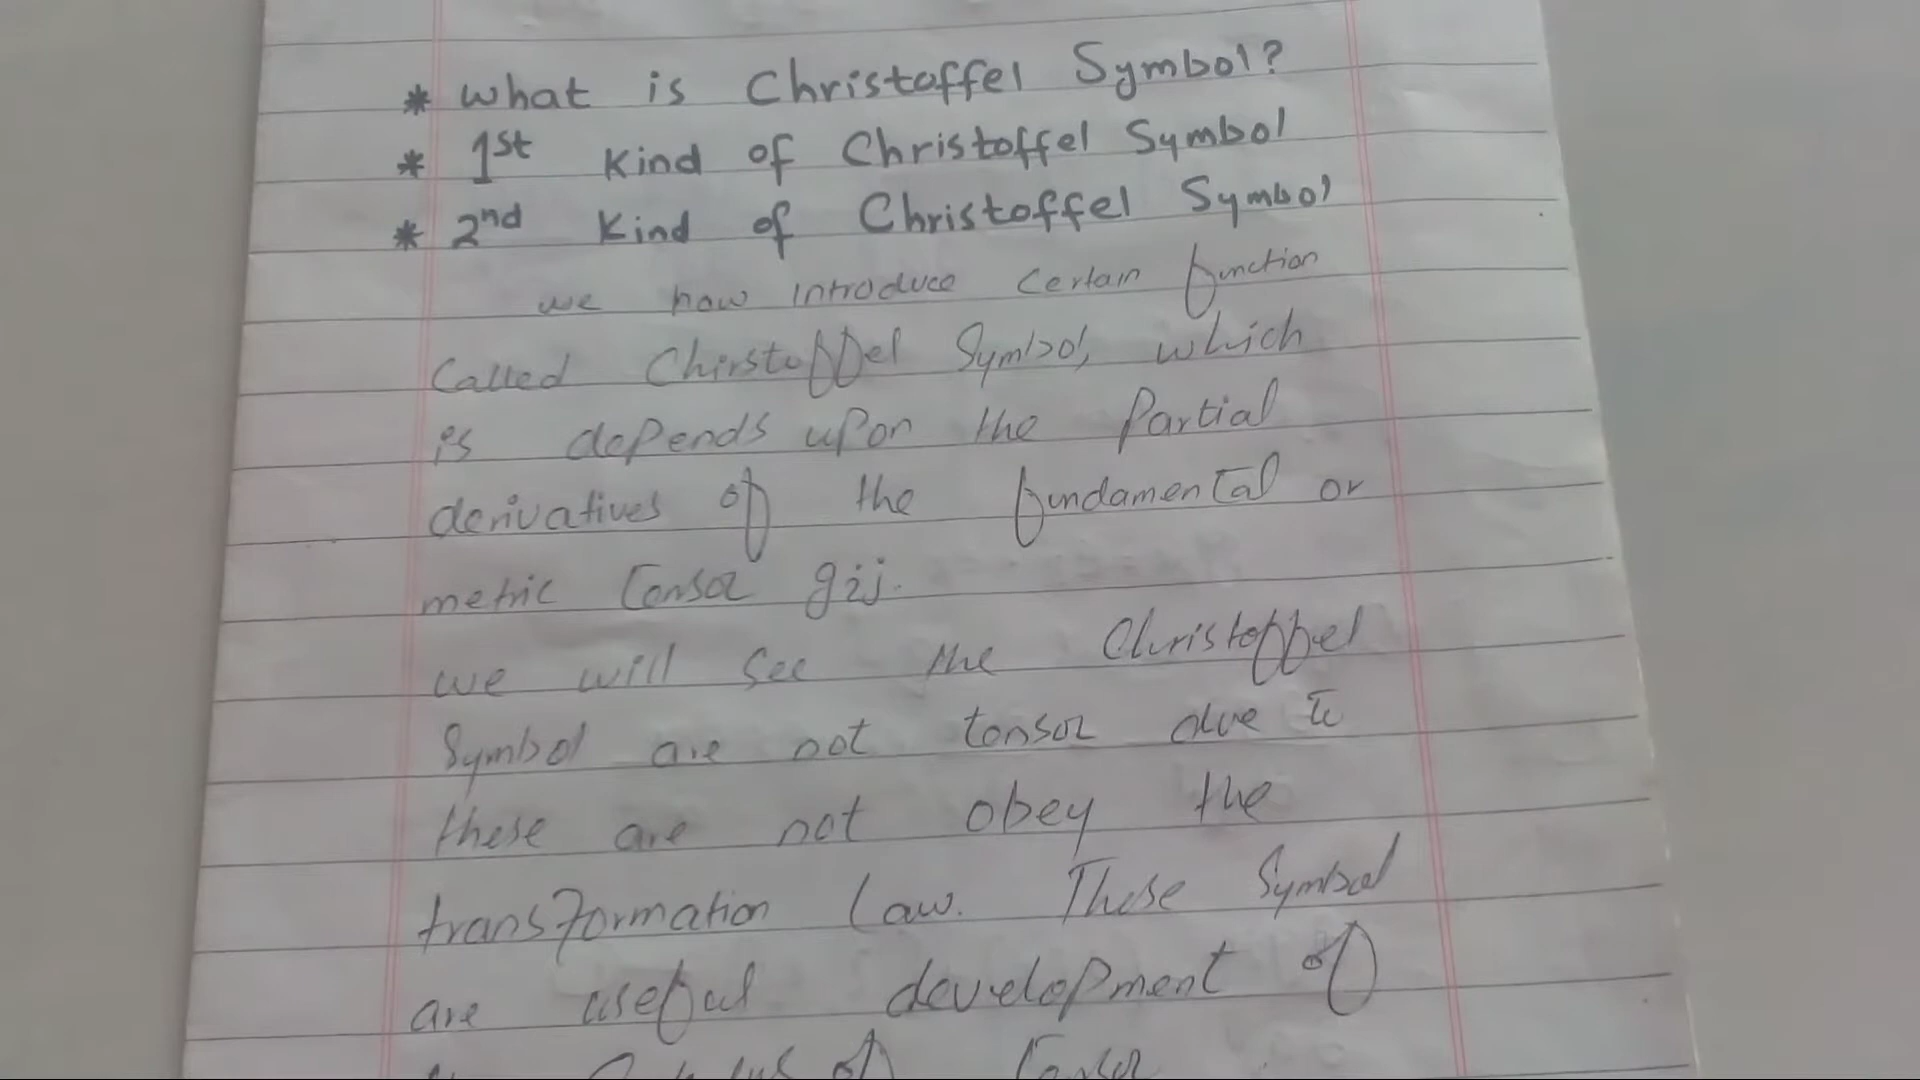 * What is Christoffel Symbol?
* 1st Kind of Christoffel Symbol
* 2nd Kind of Christoffel Symbol
we now introduce certain function
Called Chirstoffel Symbol, which
is depends upon the Partial
derivatives of the fundamental or
metric Tensor gij.
we will see the Christoffel
Symbol are not tensor due to
these are not obey the
transformation Law. These Symbol
are useful development of
of Tensor